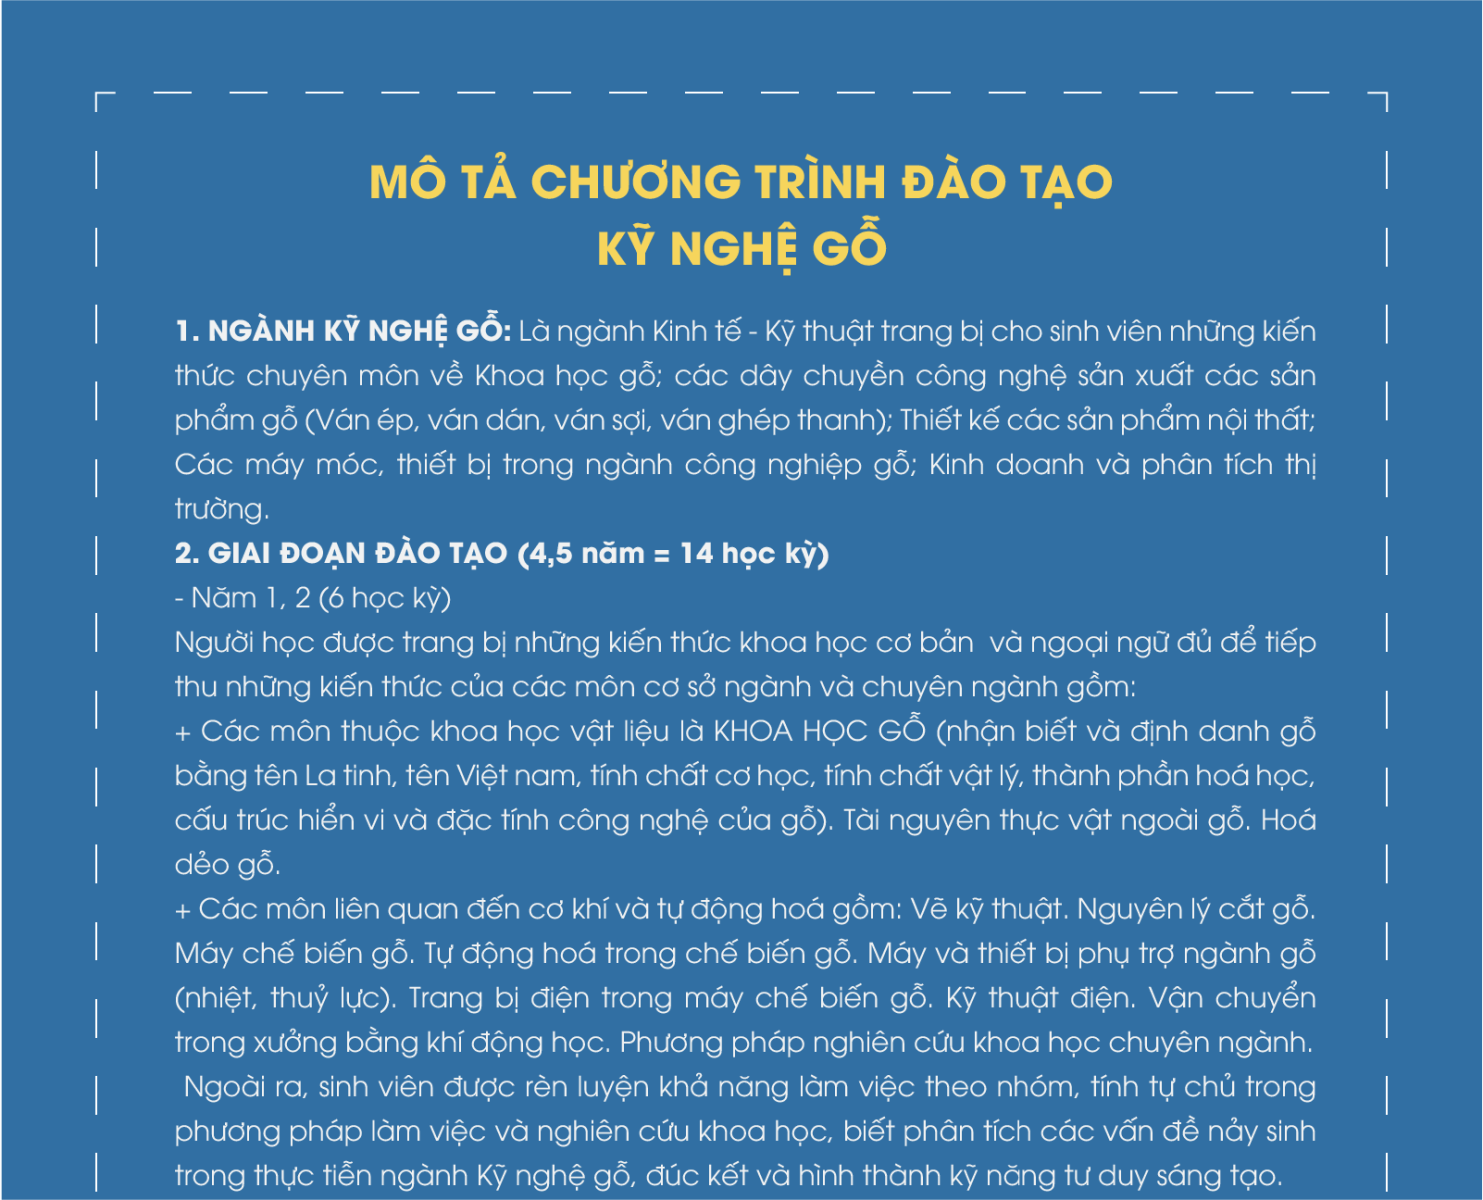 MÔ TẢ CHƯƠNG TRÌNH ĐÀO TẠO
KỸ NGHỆ GỖ
1. NGÀNH KỸ NGHỆ GỖ: Là ngành Kinh tế - Kỹ thuật trang bị cho sinh viên những kiến
thức chuyên môn về Khoa học gỗ; các dây chuyền công nghệ sản xuất các sản
phẩm gỗ (Ván ép, ván dán, ván sợi, ván ghép thanh); Thiết kế các sản phẩm nội thất;
Các máy móc, thiết bị trong ngành công nghiệp gỗ; Kinh doanh và phân tích thị
trường.
2. GIAI ĐOẠN ĐÀO TẠO (4,5 năm = 14 học kỳ)
- Năm 1, 2 (6 học kỳ)
Người học được trang bị những kiến thức khoa học cơ bản  và ngoại ngữ đủ để tiếp
thu những kiến thức của các môn cơ sở ngành và chuyên ngành gồm:
+ Các môn thuộc khoa học vật liệu là KHOA HỌC GỖ (nhận biết và định danh gỗ
bằng tên La tinh, tên Việt nam, tính chất cơ học, tính chất vật lý, thành phần hoá học,
cấu trúc hiển vi và đặc tính công nghệ của gỗ). Tài nguyên thực vật ngoài gỗ. Hoá
dẻo gỗ.
+ Các môn liên quan đến cơ khí và tự động hoá gồm: Vẽ kỹ thuật. Nguyên lý cắt gỗ.
Máy chế biến gỗ. Tự động hoá trong chế biến gỗ. Máy và thiết bị phụ trợ ngành gỗ
(nhiệt, thuỷ lực). Trang bị điện trong máy chế biến gỗ. Kỹ thuật điện. Vận chuyển
trong xưởng bằng khí động học. Phương pháp nghiên cứu khoa học chuyên ngành.
Ngoài ra, sinh viên được rèn luyện khả năng làm việc theo nhóm, tính tự chủ trong
phương pháp làm việc và nghiên cứu khoa học, biết phân tích các vấn đề nảy sinh
trong thực tiễn ngành Kỹ nghệ gỗ, đúc kết và hình thành kỹ năng tư duy sáng tạo.